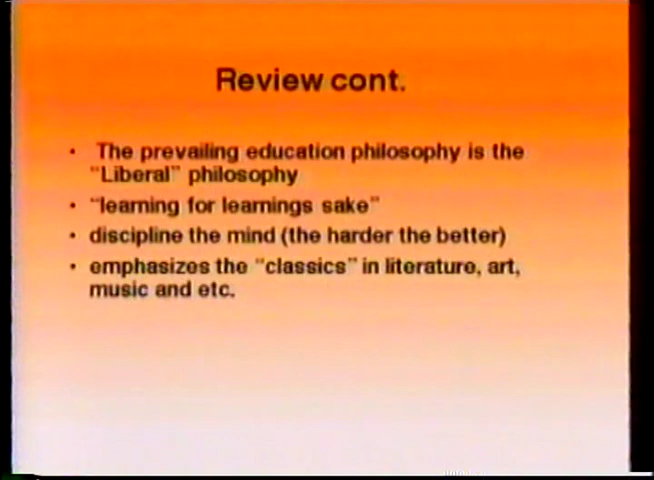 Review cont.
• The prevailing education philosophy is the
"Liberal" philosophy
• "learning for learnings sake"
• discipline the mind (the harder the better)
• emphasizes the "classics" in literature, art,
music and etc.